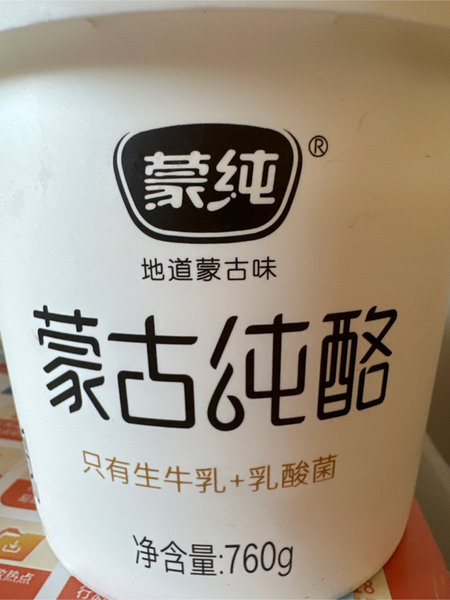 蒙纯®
地道蒙古味
蒙古纯酪
只有生牛乳+乳酸菌
净含量:760g